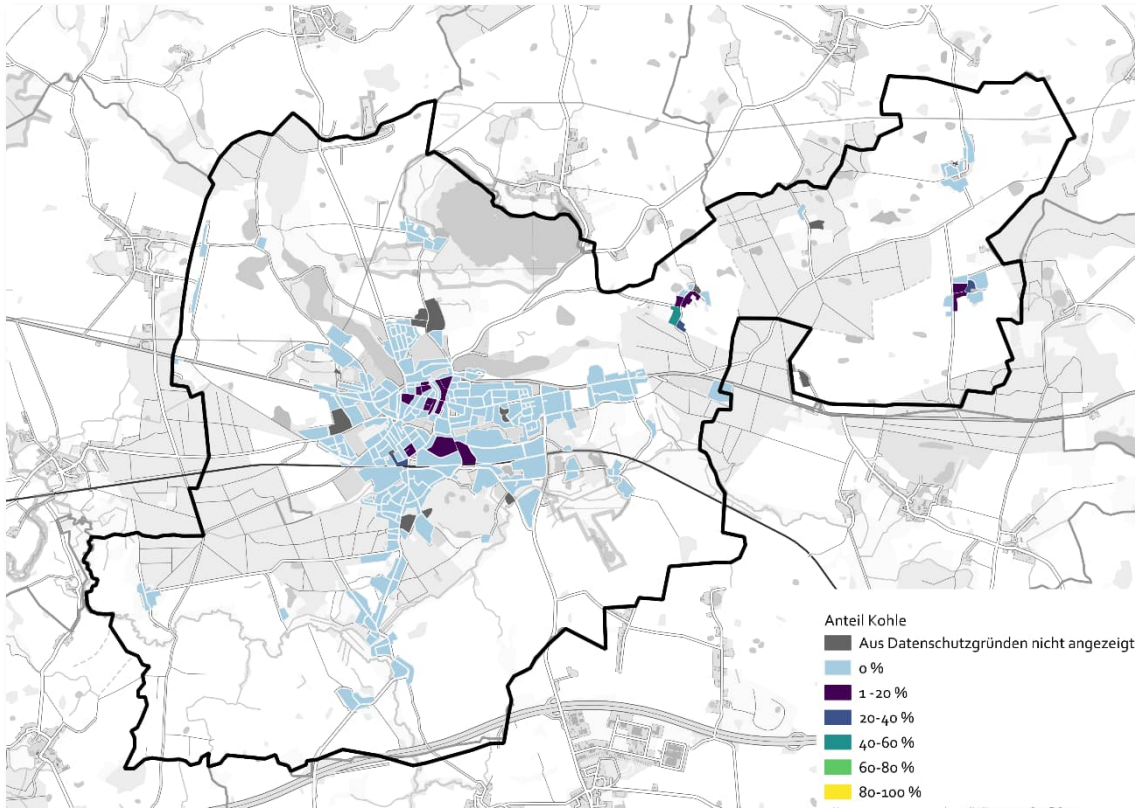 Anteil Kohle
Aus Datenschutzgründen nicht angezeigt
0 %
1 -20 %
20-40 %
40-60 %
60-80 %
80-100 %